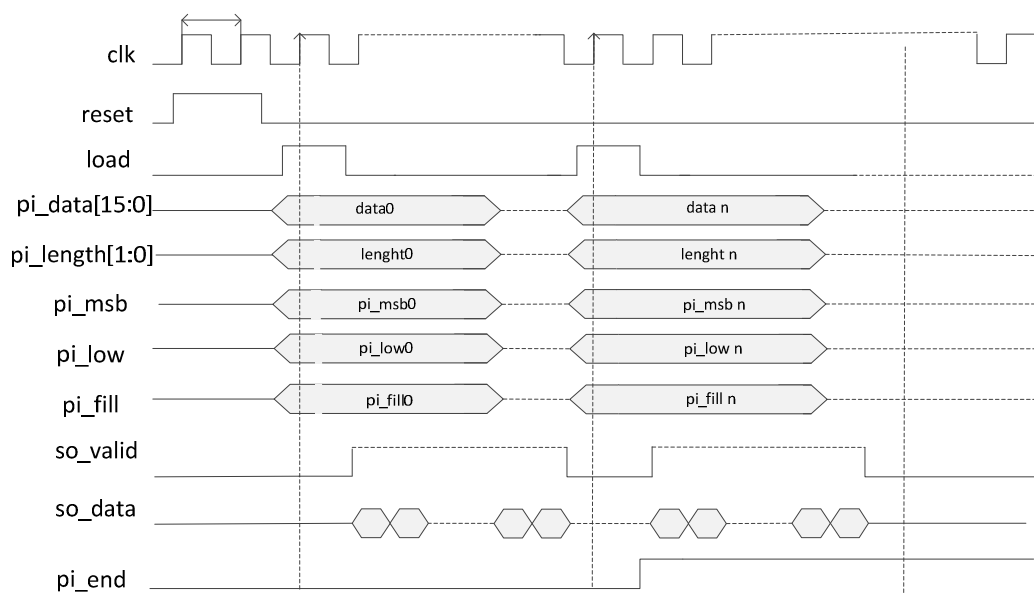 clk
reset
load
pi_data[15:0] data0 data n
pi_length[1:0] lenght0 lenght n
pi_msb pi_msb0 pi_msb n
pi_low pi_low0 pi_low n
pi_fill pi_fill0 pi_fill n
so_valid
so_data
pi_end